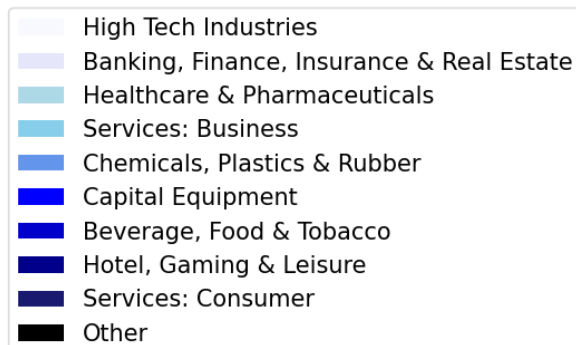 High Tech Industries
Banking, Finance, Insurance & Real Estate
Healthcare & Pharmaceuticals
Services: Business
Chemicals, Plastics & Rubber
Capital Equipment
Beverage, Food & Tobacco
Hotel, Gaming & Leisure
Services: Consumer
Other